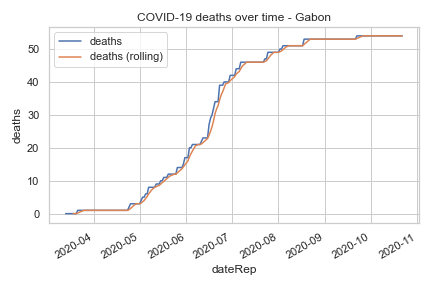 COVID-19 deaths over time - Gabon
deaths
deaths (rolling)
50
40
30
20
10
0
deaths
2020-04
2020-05
2020-06
2020-07
2020-08
2020-09
2020-10
2020-11
dateRep